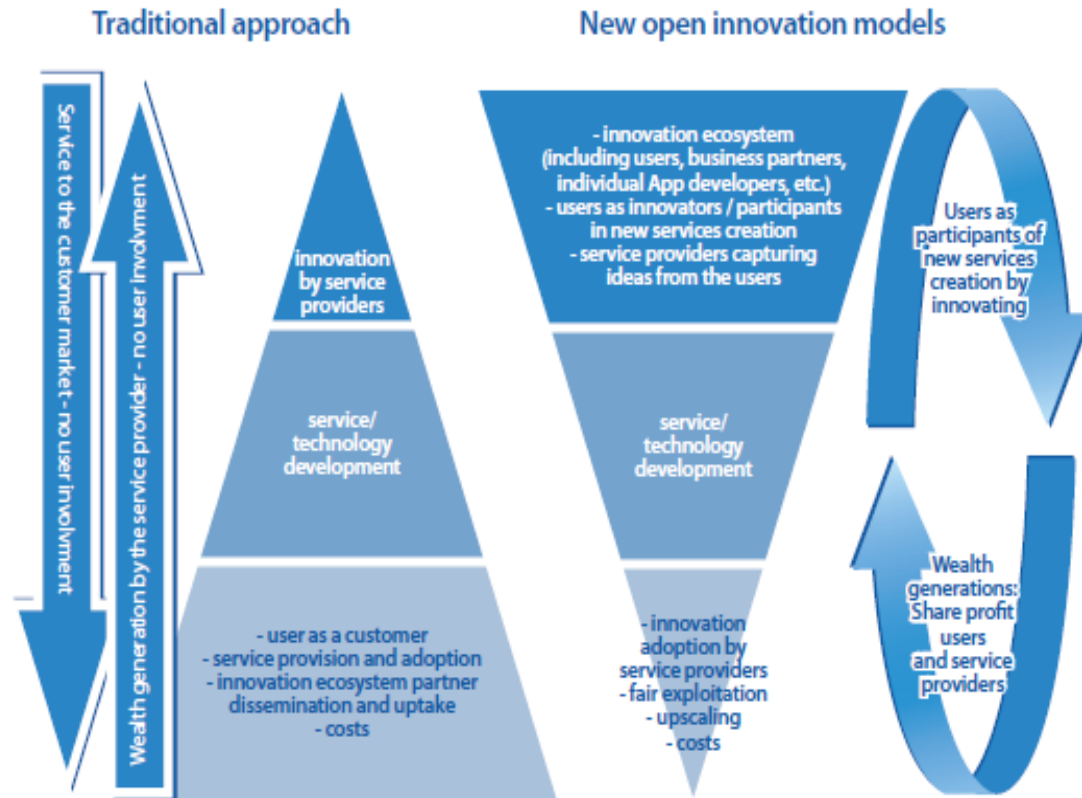 Traditional approach
New open innovation models
Service to the customer market - no user involvment
Wealth generation by the service provider - no user involvment
innovation
by service
providers
service/
technology
development
- user as a customer
- service provision and adoption
- innovation ecosystem partner
dissemination and uptake
- costs
- innovation ecosystem
(including users, business partners,
individual App developers, etc.)
- users as innovators / participants
in new services creation
- service providers capturing
ideas from the users
service/
technology
development
- innovation
adoption by
service providers
- fair exploitation
- upscaling
- costs
Users as
participants of
new services
creation by
innovating
Wealth
generations:
Share profit
users
and service
providers